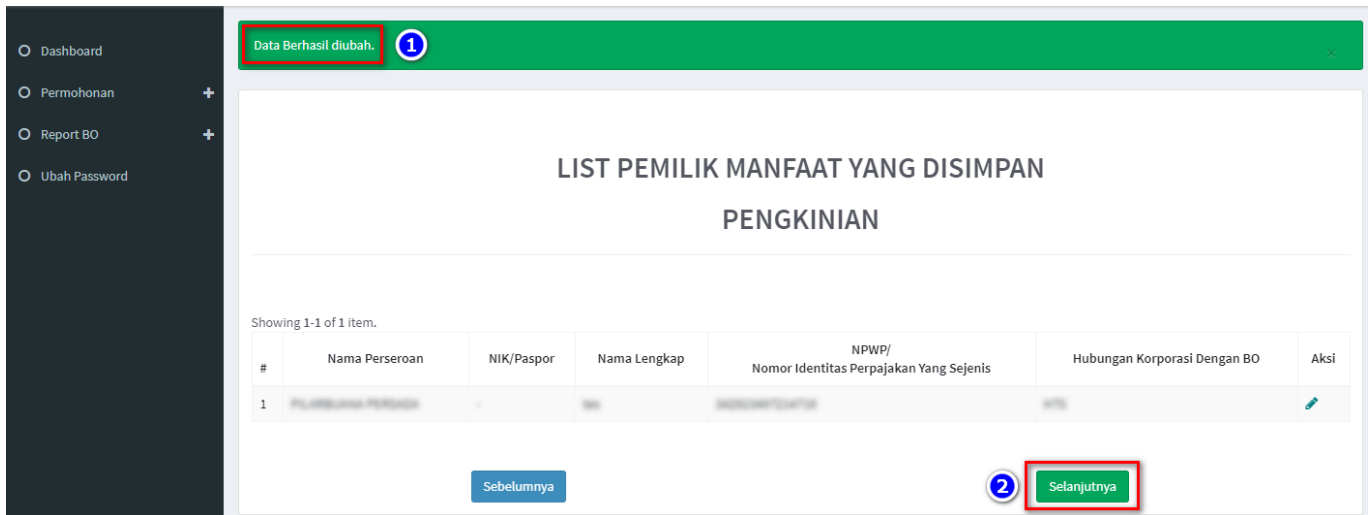 Data Berhasil diubah.
1
×
Dashboard
Permohonan +
Report BO +
Ubah Password
LIST PEMILIK MANFAAT YANG DISIMPAN
PENGKINIAN
Showing 1-1 of 1 item.
# Nama Perseroan NIK/Paspor Nama Lengkap NPWP/
Nomor Identitas Perpajakan Yang Sejenis Hubungan Korporasi Dengan BO Aksi
1
Sebelumnya
2
Selanjutnya